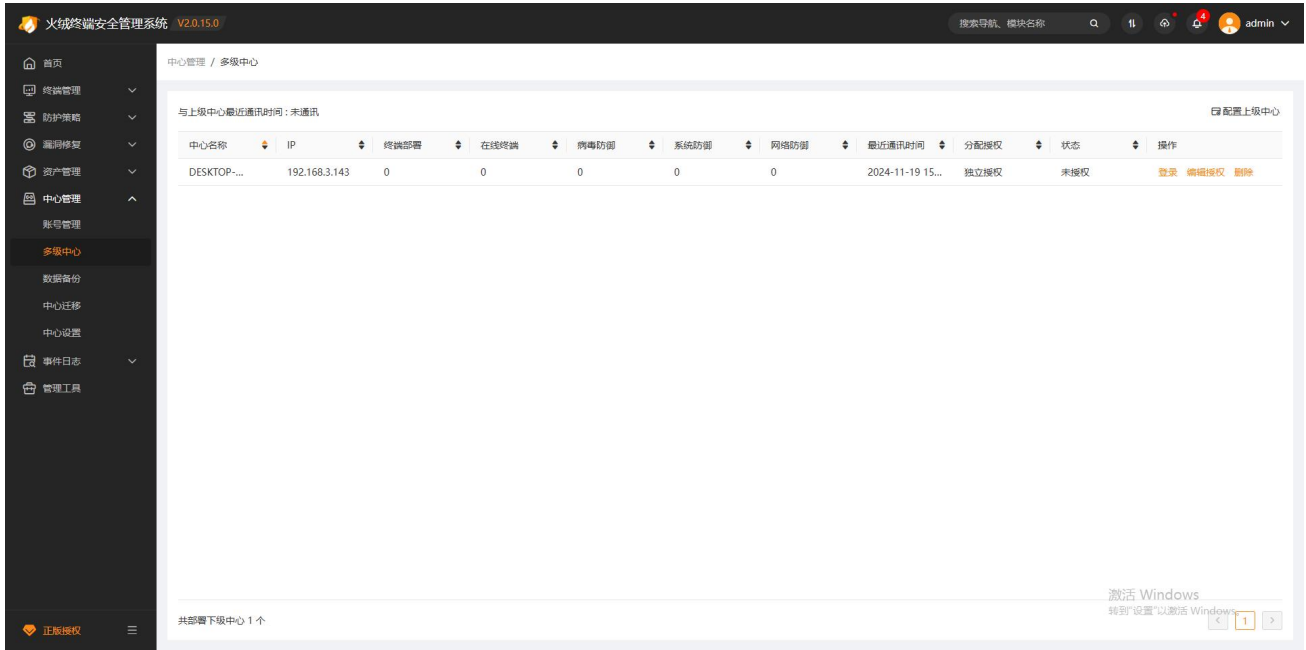 火绒终端安全管理系统 V2.0.15.0
搜索导航、模块名称
4
admin
首页
终端管理
防护策略
漏洞修复
资产管理
中心管理
账号管理
多级中心
数据备份
中心迁移
中心设置
事件日志
管理工具
正版授权
中心管理 / 多级中心
与上级中心最近通讯时间 : 未通讯
配置上级中心
中心名称 IP 终端部署 在线终端 病毒防御 系统防御 网络防御 最近通讯时间 分配授权 状态 操作
DESKTOP-... 192.168.3.143 0 0 0 0 0 2024-11-19 15... 独立授权 未授权 登录 编辑授权 删除
共部署下级中心 1 个
激活 Windows
转到"设置"以激活 Windows。
< 1 >